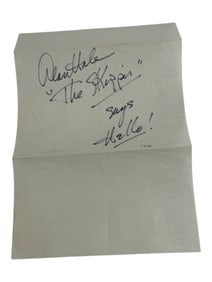 Alan Hale
"The Skipper"
says
Hello!